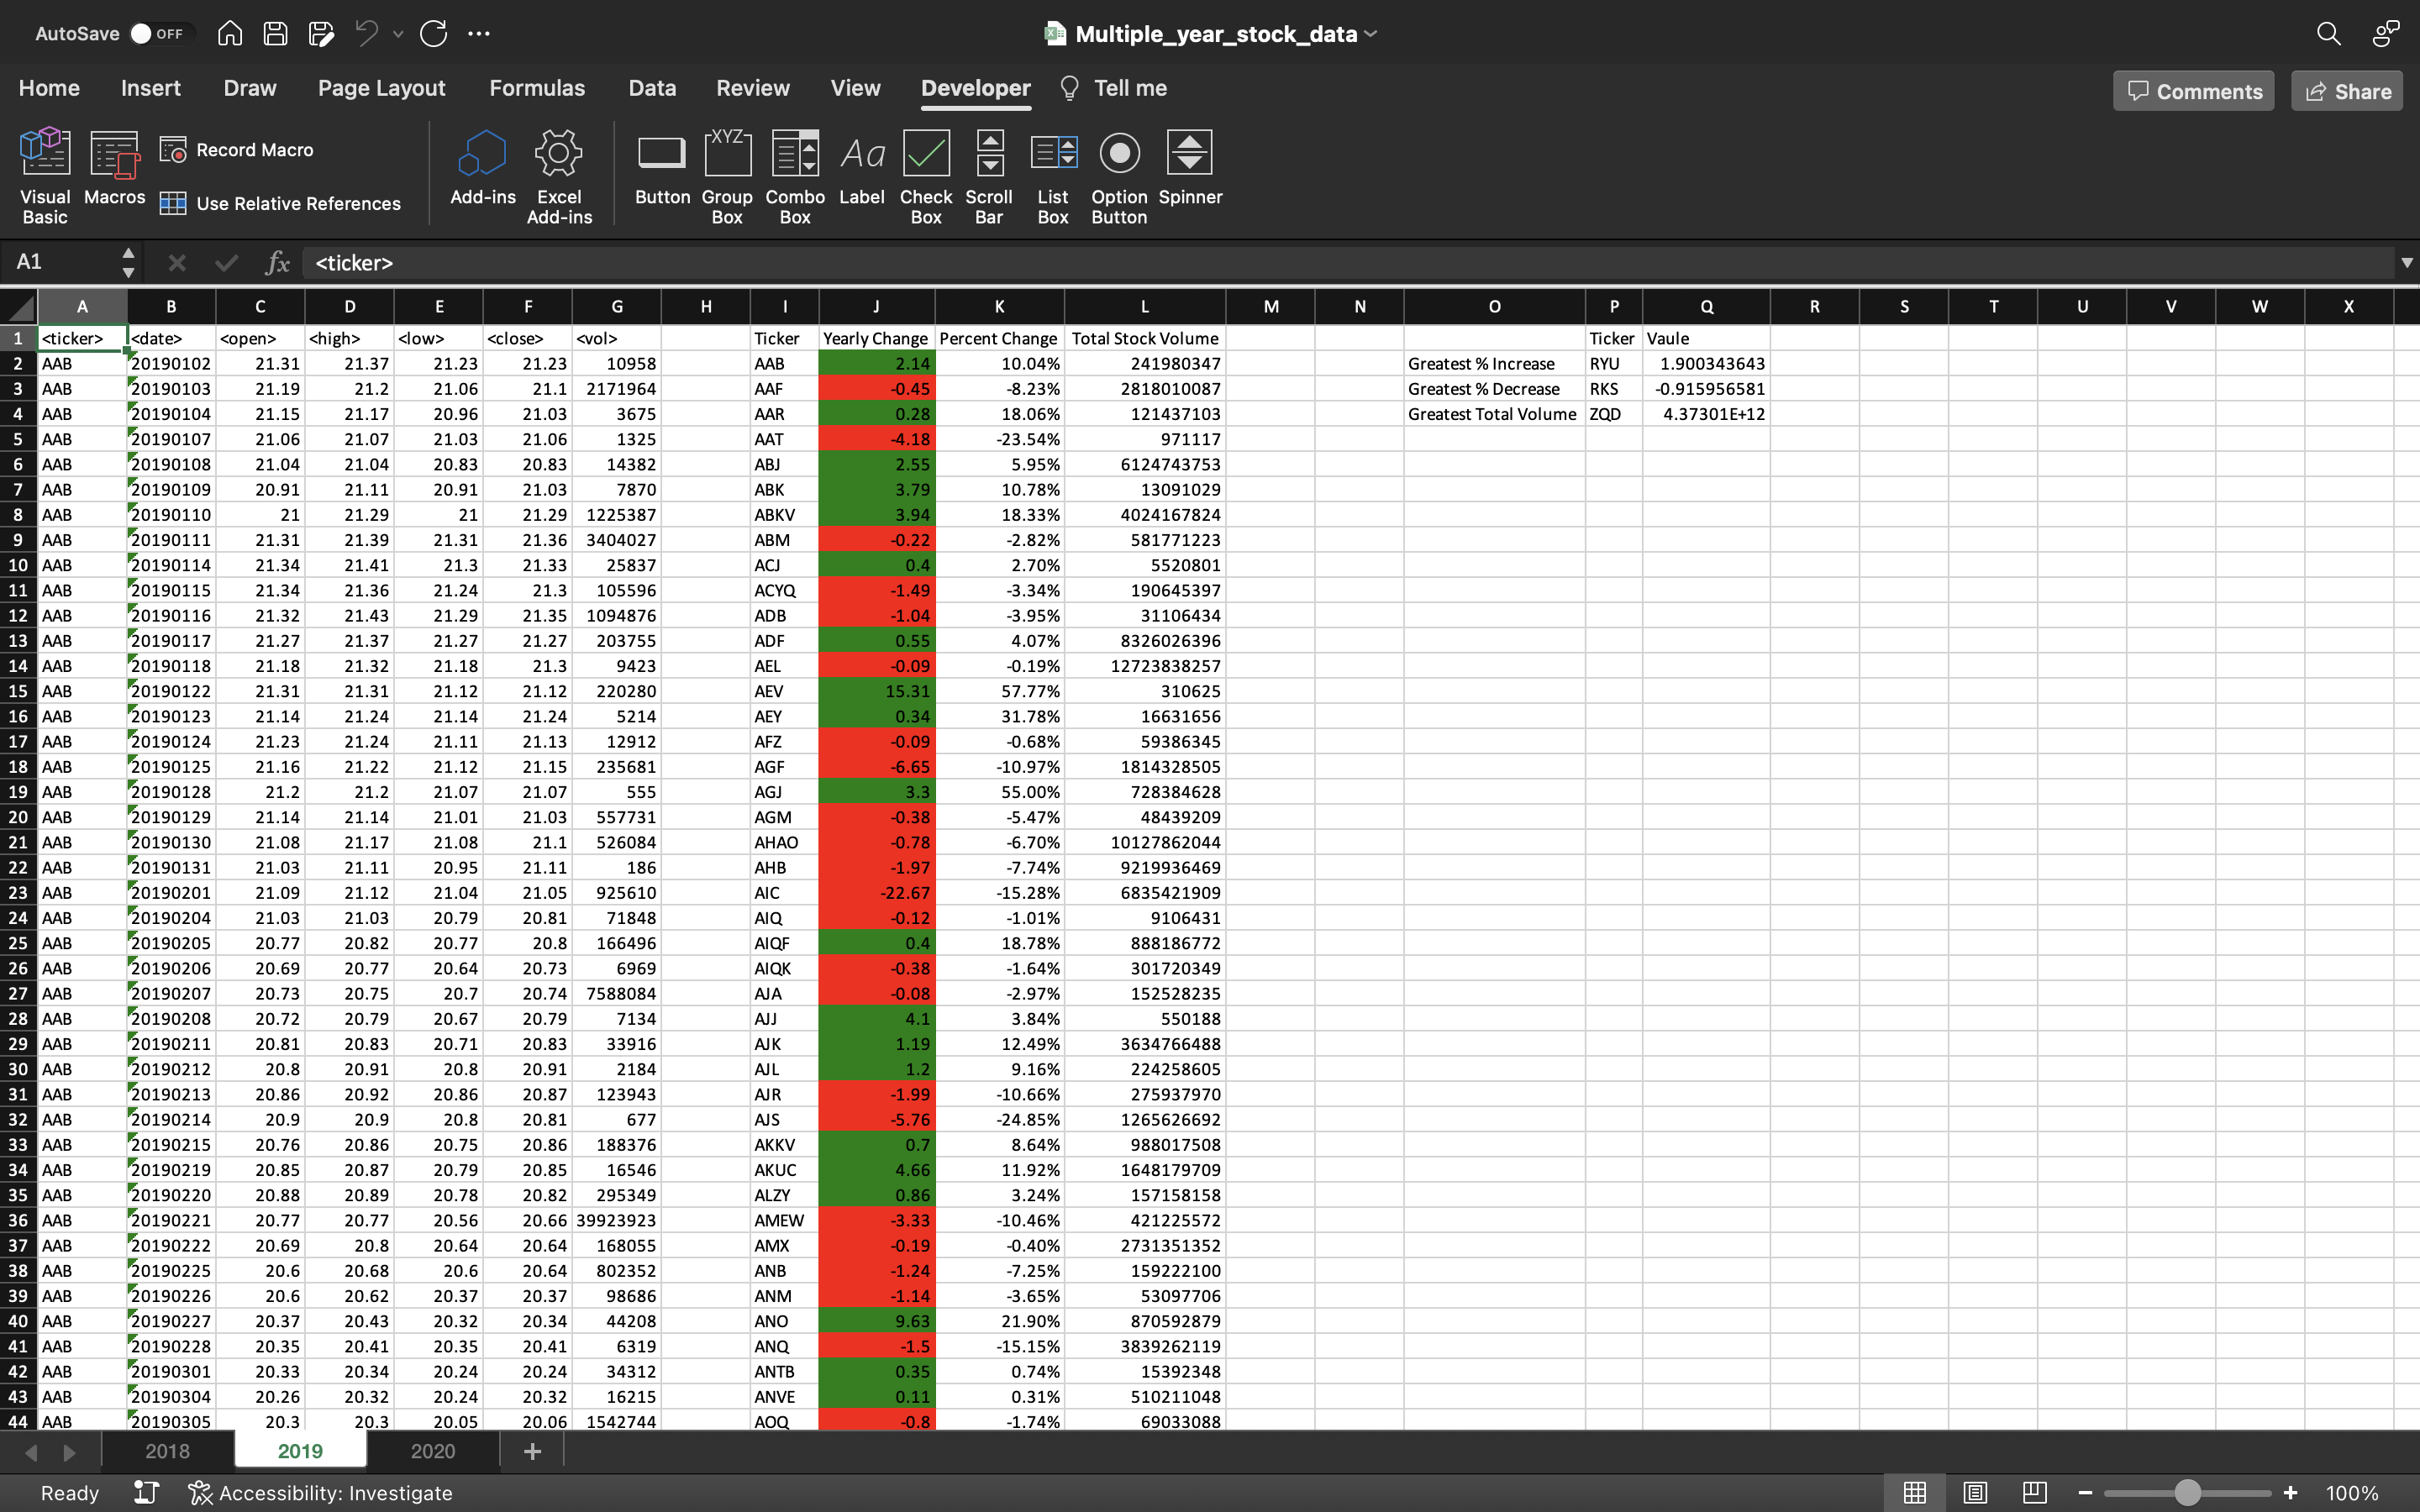 AutoSave OFF Multiple_year_stock_data
Home Insert Draw Page Layout Formulas Data Review View Developer Tell me Comments Share
Visual Basic Macros Record Macro Use Relative References Add-ins Excel Add-ins Button Group Box XYZ Combo Box Aa Label Check Box Scroll Bar List Box Option Button Spinner
A1 fx <ticker>
A B C D E F G H I J K L M N O P Q R S T U V W X
1 <ticker> <date> <open> <high> <low> <close> <vol> Ticker Yearly Change Percent Change Total Stock Volume Ticker Vaule
2 AAB 20190102 21.31 21.37 21.23 21.23 10958 AAB 2.14 10.04% 241980347 Greatest % Increase RYU 1.900343643
3 AAB 20190103 21.19 21.2 21.06 21.1 2171964 AAF -0.45 -8.23% 2818010087 Greatest % Decrease RKS -0.915956581
4 AAB 20190104 21.15 21.17 20.96 21.03 3675 AAR 0.28 18.06% 121437103 Greatest Total Volume ZQD 4.37301E+12
5 AAB 20190107 21.06 21.07 21.03 21.06 1325 AAT -4.18 -23.54% 971117
6 AAB 20190108 21.04 21.04 20.83 20.83 14382 ABJ 2.55 5.95% 6124743753
7 AAB 20190109 20.91 21.11 20.91 21.03 7870 ABK 3.79 10.78% 13091029
8 AAB 20190110 21 21.29 21 21.29 1225387 ABKV 3.94 18.33% 4024167824
9 AAB 20190111 21.31 21.39 21.31 21.36 3404027 ABM -0.22 -2.82% 581771223
10 AAB 20190114 21.34 21.41 21.3 21.33 25837 ACJ 0.4 2.70% 5520801
11 AAB 20190115 21.34 21.36 21.24 21.3 105596 ACYQ -1.49 -3.34% 190645397
12 AAB 20190116 21.32 21.43 21.29 21.35 1094876 ADB -1.04 -3.95% 31106434
13 AAB 20190117 21.27 21.37 21.27 21.27 203755 ADF 0.55 4.07% 8326026396
14 AAB 20190118 21.18 21.32 21.18 21.3 9423 AEL -0.09 -0.19% 12723838257
15 AAB 20190122 21.31 21.31 21.12 21.12 220280 AEV 15.31 57.77% 310625
16 AAB 20190123 21.14 21.24 21.14 21.24 5214 AEY 0.34 31.78% 16631656
17 AAB 20190124 21.23 21.24 21.11 21.13 12912 AFZ -0.09 -0.68% 59386345
18 AAB 20190125 21.16 21.22 21.12 21.15 235681 AGF -6.65 -10.97% 1814328505
19 AAB 20190128 21.2 21.2 21.07 21.07 555 AGJ 3.3 55.00% 728384628
20 AAB 20190129 21.14 21.14 21.01 21.03 557731 AGM -0.38 -5.47% 48439209
21 AAB 20190130 21.08 21.17 21.08 21.1 526084 AHAO -0.78 -6.70% 10127862044
22 AAB 20190131 21.03 21.11 20.95 21.11 186 AHB -1.97 -7.74% 9219936469
23 AAB 20190201 21.09 21.12 21.04 21.05 925610 AIC -22.67 -15.28% 6835421909
24 AAB 20190204 21.03 21.03 20.79 20.81 71848 AIQ -0.12 -1.01% 9106431
25 AAB 20190205 20.77 20.82 20.77 20.8 166496 AIQF 0.4 18.78% 888186772
26 AAB 20190206 20.69 20.77 20.64 20.73 6969 AIQK -0.38 -1.64% 301720349
27 AAB 20190207 20.73 20.75 20.7 20.74 7588084 AJA -0.08 -2.97% 152528235
28 AAB 20190208 20.72 20.79 20.67 20.79 7134 AJJ 4.1 3.84% 550188
29 AAB 20190211 20.81 20.83 20.71 20.83 33916 AJK 1.19 12.49% 3634766488
30 AAB 20190212 20.8 20.91 20.8 20.91 2184 AJL 1.2 9.16% 224258605
31 AAB 20190213 20.86 20.92 20.86 20.87 123943 AJR -1.99 -10.66% 275937970
32 AAB 20190214 20.9 20.9 20.8 20.81 677 AJS -5.76 -24.85% 1265626692
33 AAB 20190215 20.76 20.86 20.75 20.86 188376 AKKV 0.7 8.64% 988017508
34 AAB 20190219 20.85 20.87 20.79 20.85 16546 AKUC 4.66 11.92% 1648179709
35 AAB 20190220 20.88 20.89 20.78 20.82 295349 ALZY 0.86 3.24% 157158158
36 AAB 20190221 20.77 20.77 20.56 20.66 39923923 AMEW -3.33 -10.46% 421225572
37 AAB 20190222 20.69 20.8 20.64 20.64 168055 AMX -0.19 -0.40% 2731351352
38 AAB 20190225 20.6 20.68 20.6 20.64 802352 ANB -1.24 -7.25% 159222100
39 AAB 20190226 20.6 20.62 20.37 20.37 98686 ANM -1.14 -3.65% 53097706
40 AAB 20190227 20.37 20.43 20.32 20.34 44208 ANO 9.63 21.90% 870592879
41 AAB 20190228 20.35 20.41 20.35 20.41 6319 ANQ -1.5 -15.15% 3839262119
42 AAB 20190301 20.33 20.34 20.24 20.24 34312 ANTB 0.35 0.74% 15392348
43 AAB 20190304 20.26 20.32 20.24 20.32 16215 ANVE 0.11 0.31% 510211048
44 AAB 20190305 20.3 20.3 20.05 20.06 1542744 AOQ -0.8 -1.74% 69033088
2018 2019 2020
Ready Accessibility: Investigate 100%